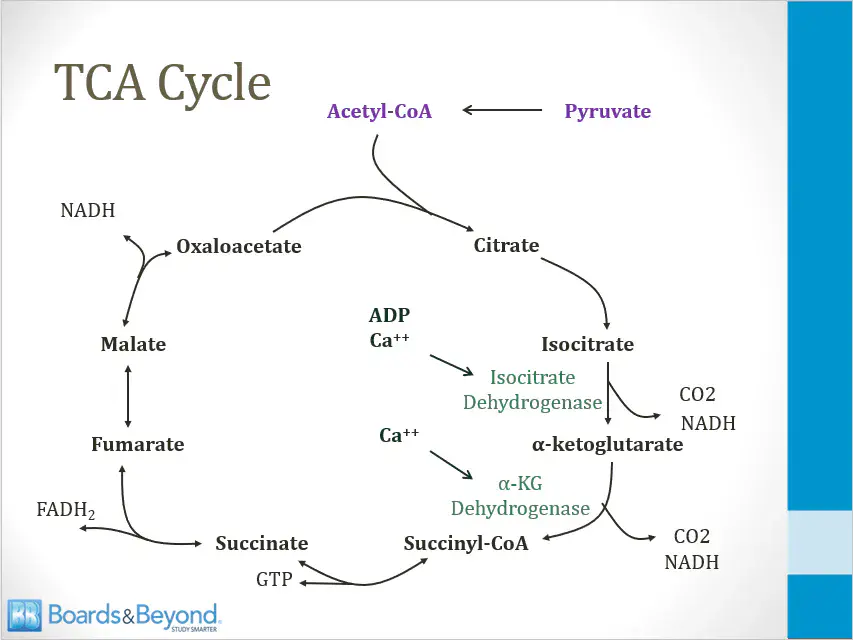 TCA Cycle
Acetyl-CoA
Pyruvate
NADH
Oxaloacetate
Citrate
ADP
Ca++
Malate
Isocitrate
Isocitrate
Dehydrogenase
CO2
NADH
Ca++
Fumarate
α-ketoglutarate
α-KG
Dehydrogenase
FADH2
Succinate
Succinyl-CoA
CO2
NADH
GTP
BB Boards&Beyond.
STUDY SMARTER